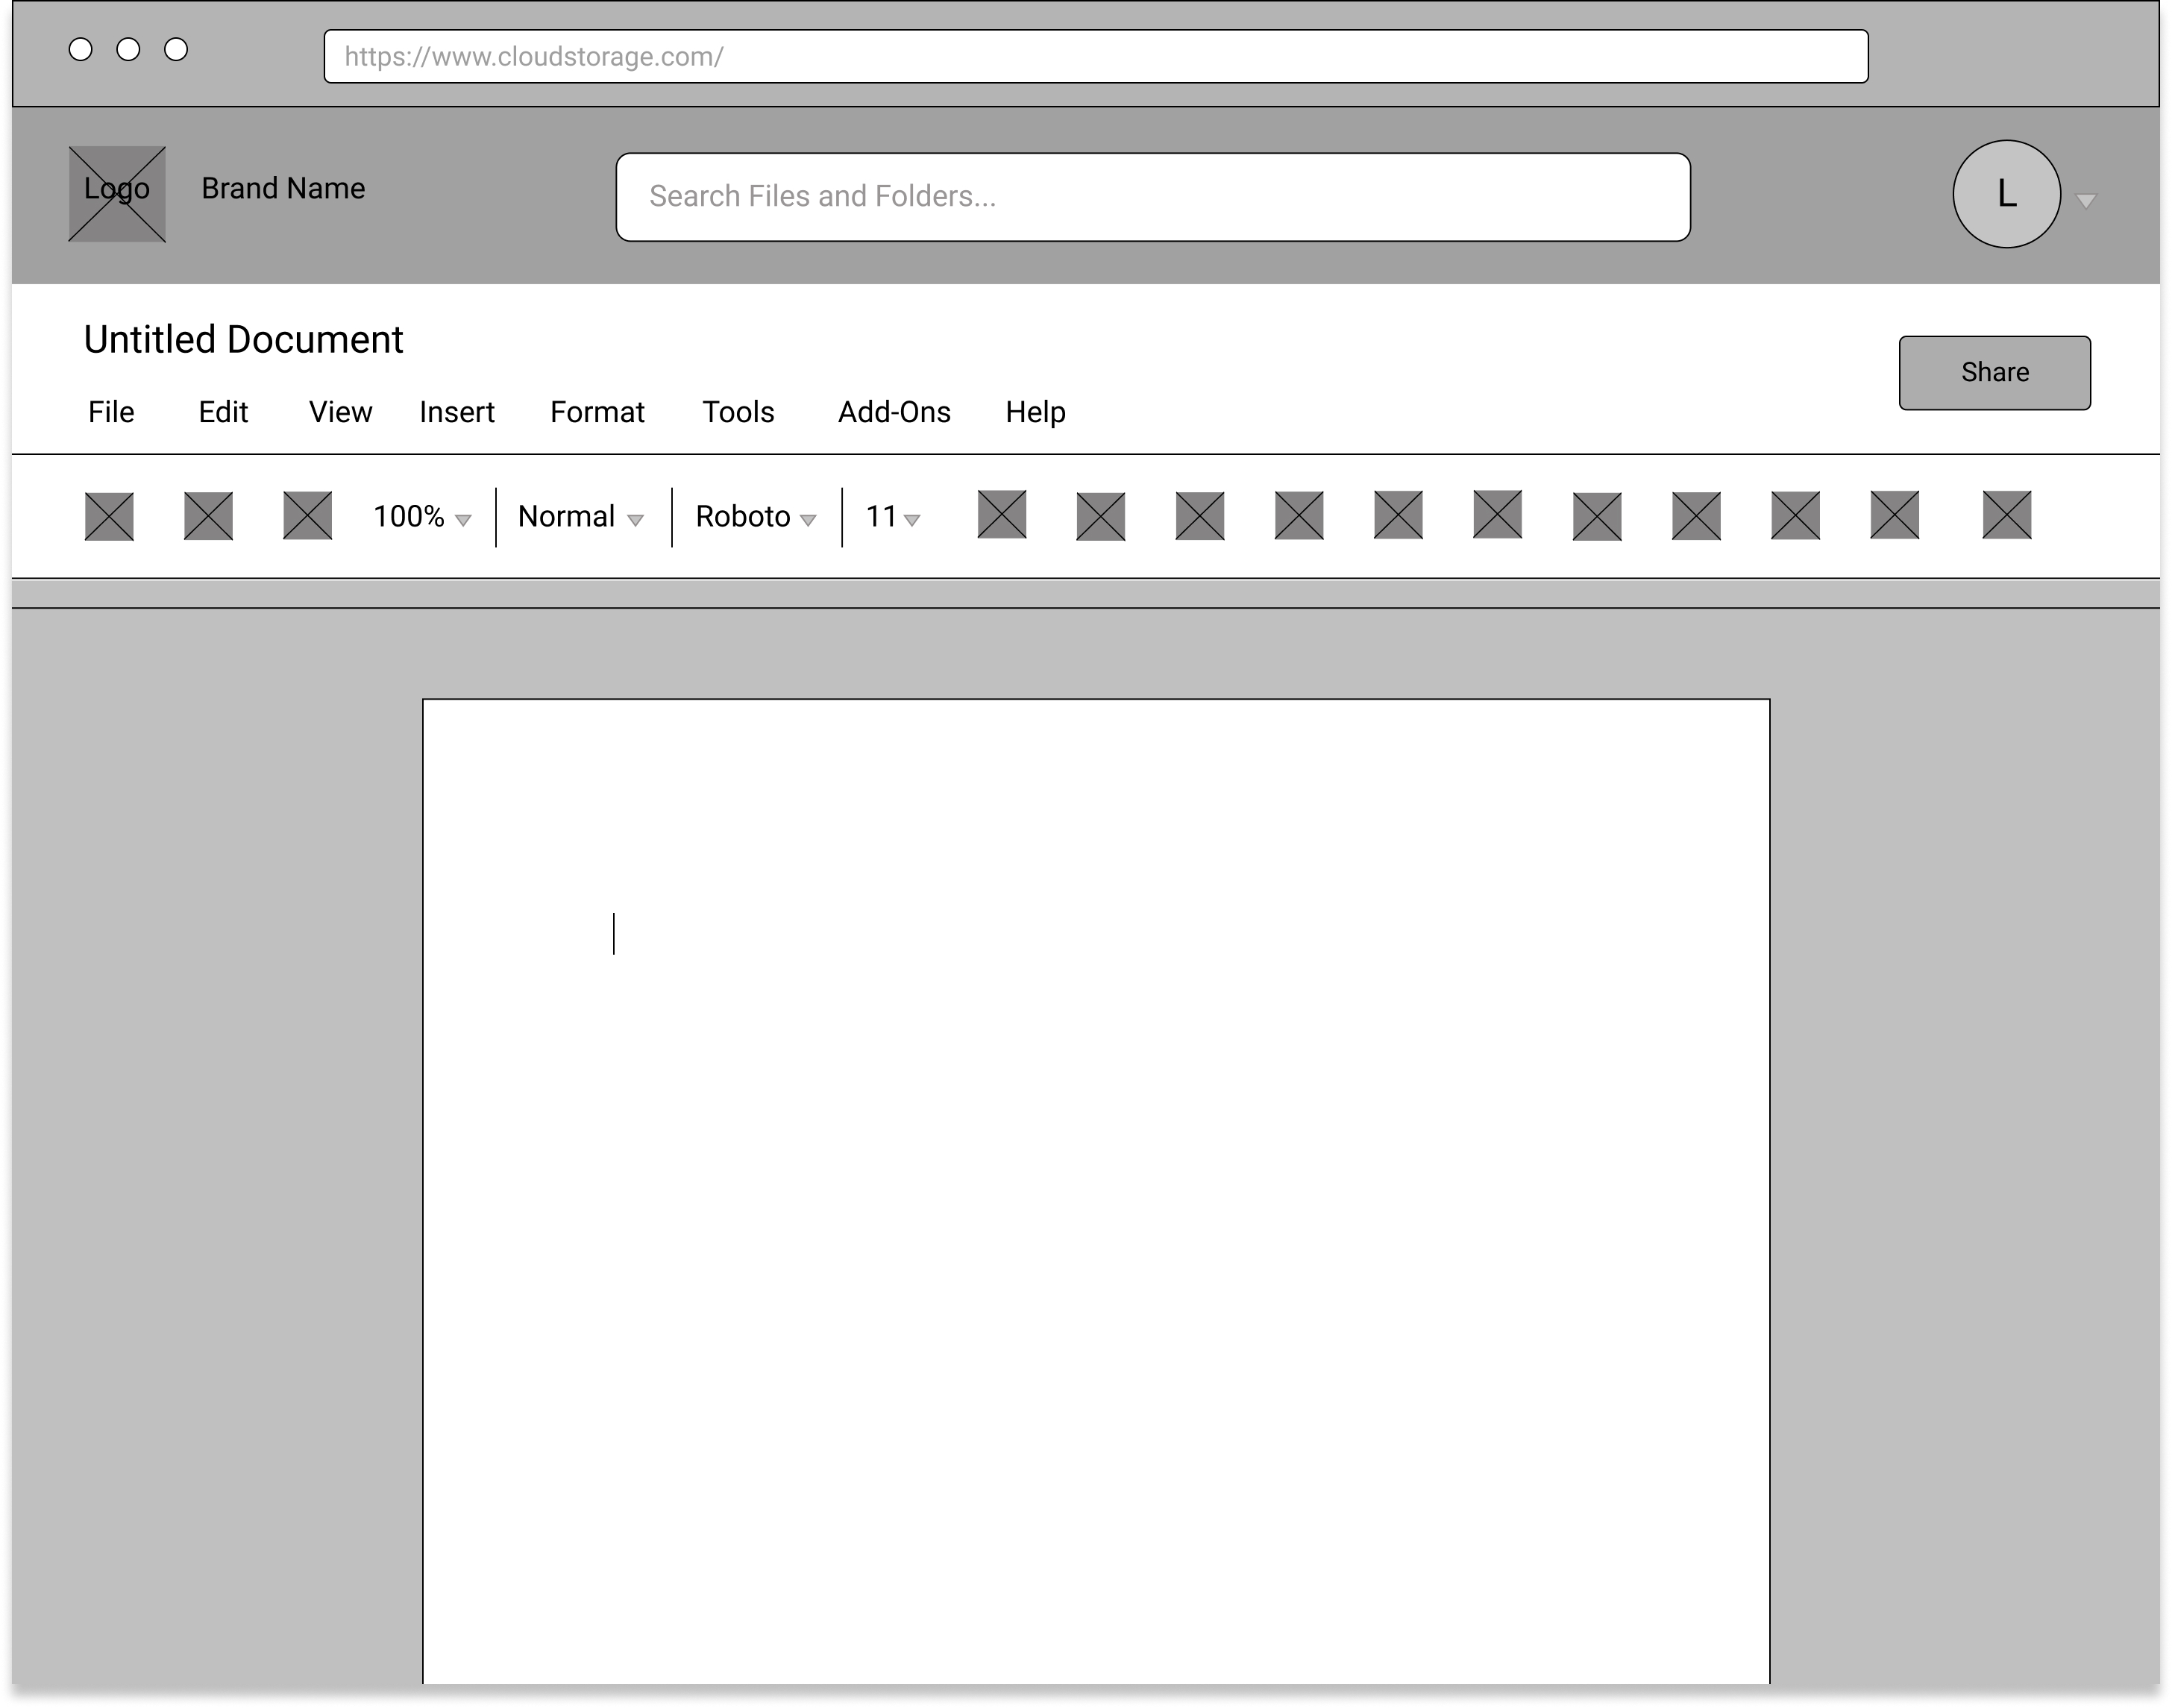 https://www.cloudstorage.com/
Logo Brand Name Search Files and Folders... L
Untitled Document
Share
File Edit View Insert Format Tools Add-Ons Help
100% Normal Roboto 11